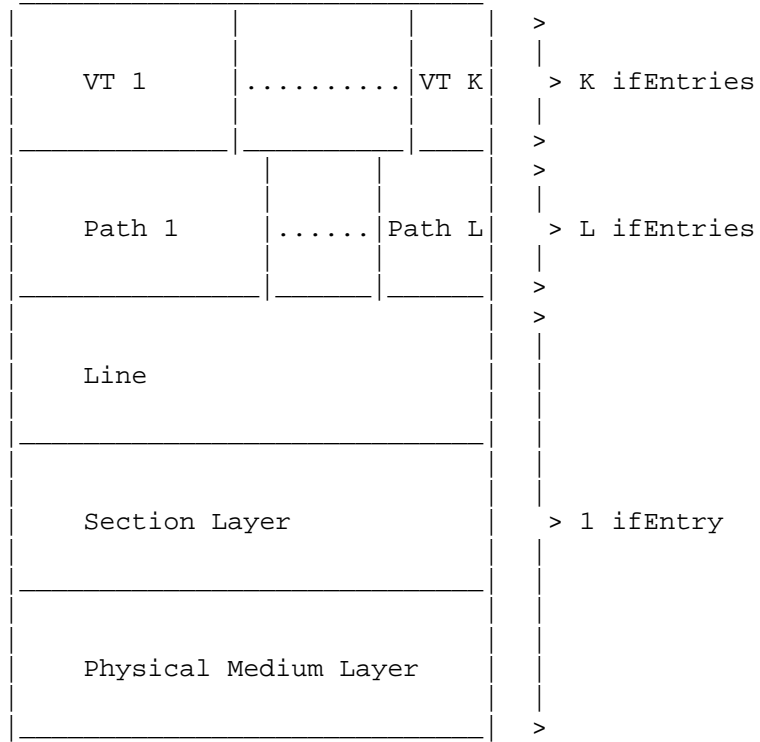 VT 1 ..........VT K > K ifEntries
Path 1 ......Path L > L ifEntries
Line
Section Layer > 1 ifEntry
Physical Medium Layer